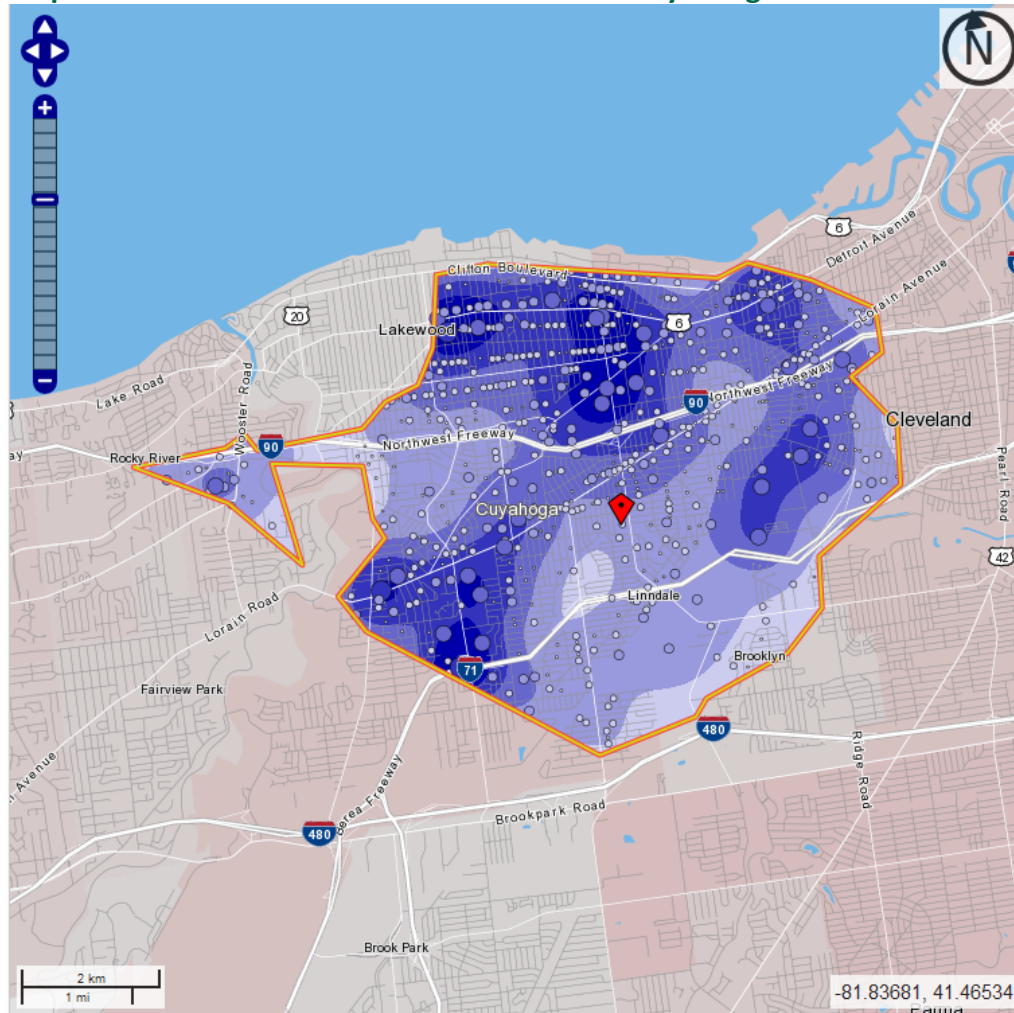 N
6
Detroit Avenue
Clifton Boulevard
Lorain Avenue
20
Lakewood
6
Lake Road
Wooster Road
Northwest Freeway
90
Cleveland
Northwest Freeway
90
Rocky River
Pearl Road
Cuyahoga
42
Linndale
Lorain Road
Brooklyn
71
Fairview Park
480
Ridge Road
Avenue
Berea Freeway
Brookpark Road
480
Brook Park
2 km
1 mi
-81.83681, 41.46534
Parma